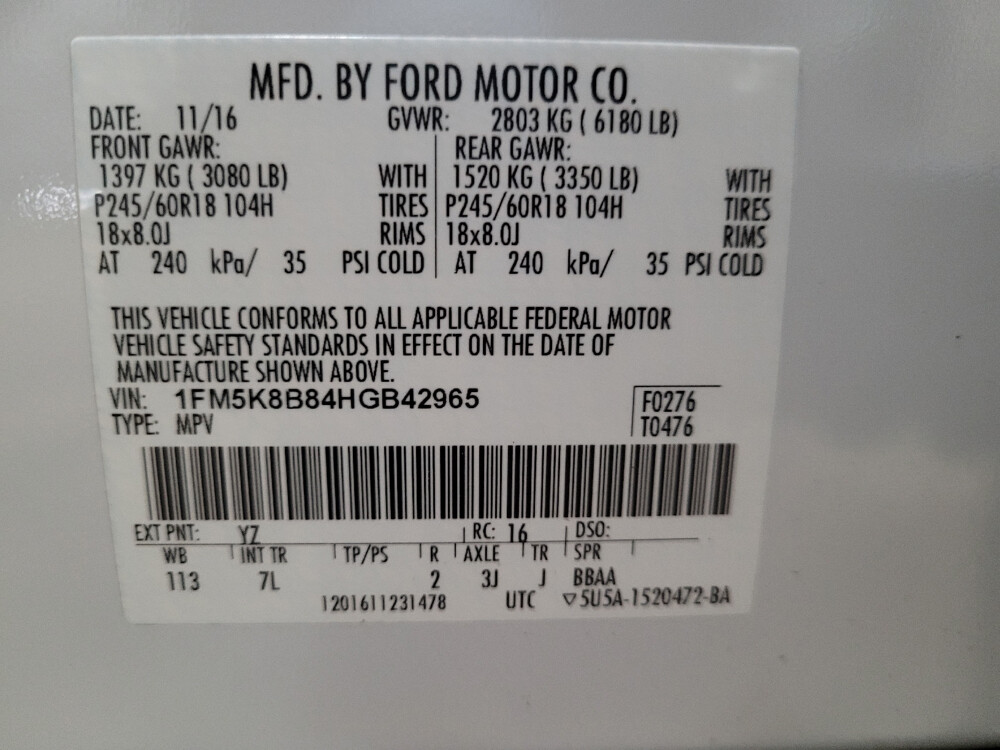 MFD. BY FORD MOTOR CO.
DATE: 11/16 GVWR: 2803 KG ( 6180 LB)
FRONT GAWR: REAR GAWR:
1397 KG ( 3080 LB) WITH 1520 KG ( 3350 LB) WITH
P245/60R18 104H TIRES P245/60R18 104H TIRES
18x8.0J RIMS 18x8.0J RIMS
AT 240 kPa/ 35 PSI COLD AT 240 kPa/ 35 PSI COLD
THIS VEHICLE CONFORMS TO ALL APPLICABLE FEDERAL MOTOR
VEHICLE SAFETY STANDARDS IN EFFECT ON THE DATE OF
MANUFACTURE SHOWN ABOVE.
VIN: 1FM5K8B84HGB42965 F0276
TYPE: MPV T0476
EXT PNT: YZ RC: 16 DSO:
WB INT TR TP/PS R AXLE TR SPR
113 7L 2 3J J BBAA
1201611231478 UTC ▽5U5A-1520472-BA